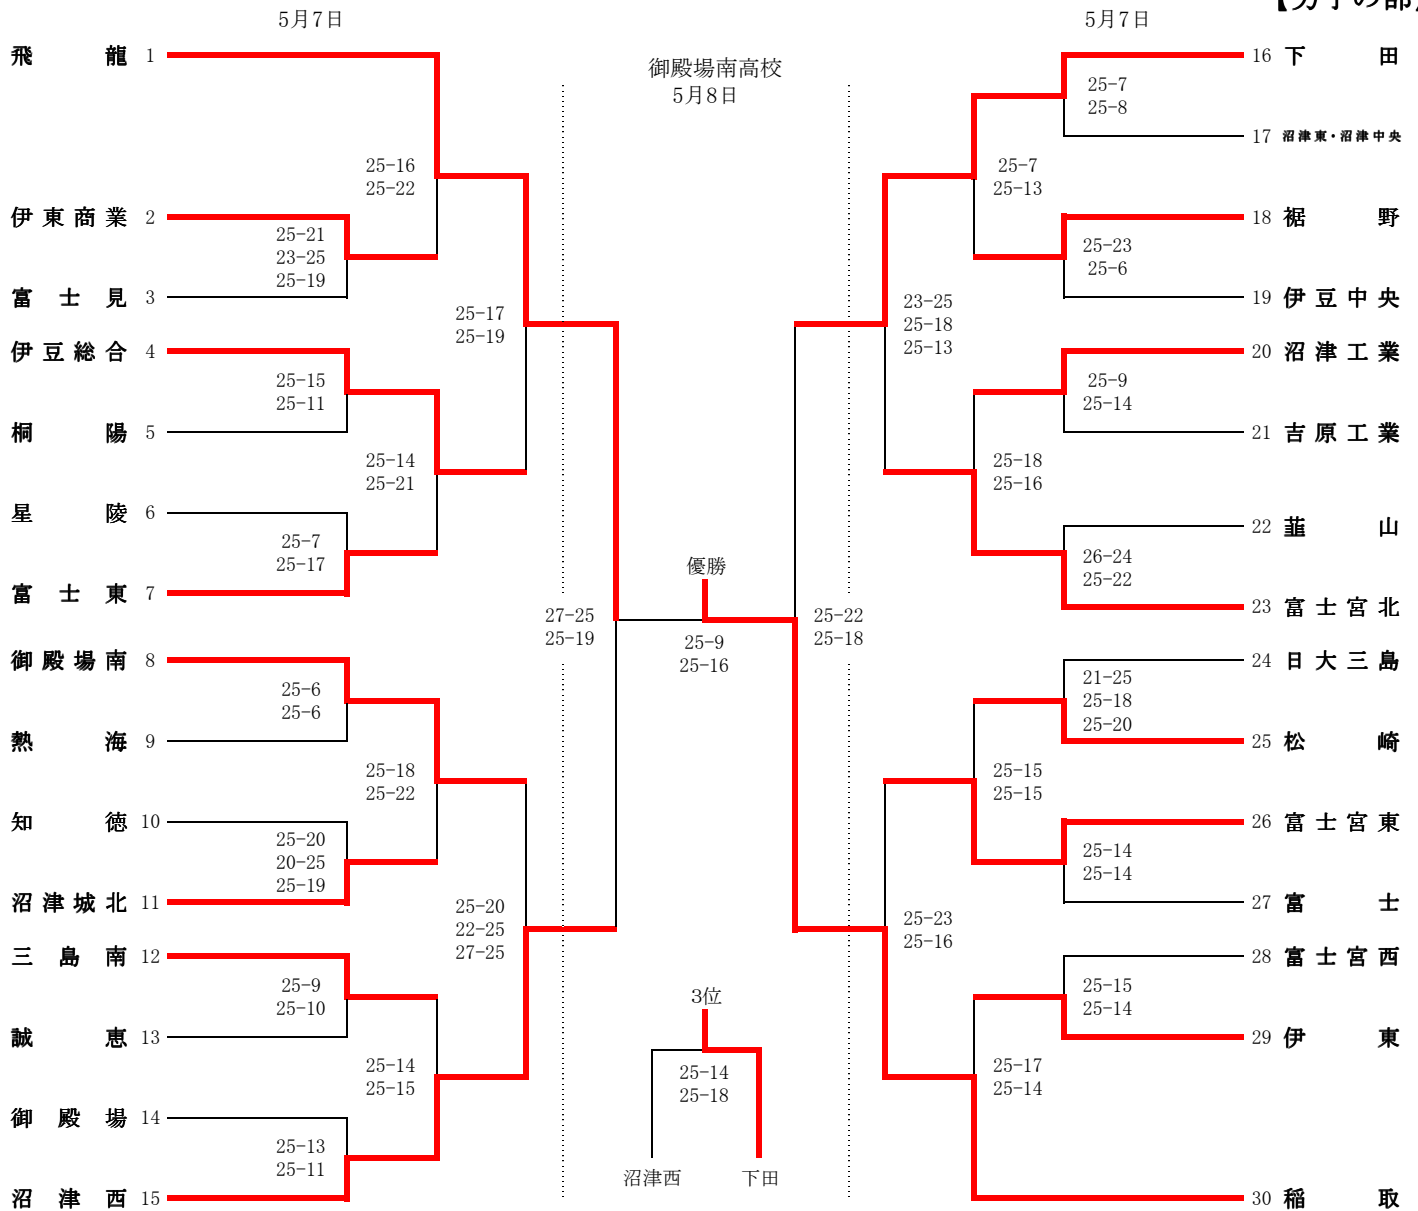 【男子の部】
5月7日
5月7日
御殿場南高校
5月8日
飛龍 1
25-16
25-22
伊東商業 2
25-21
23-25
25-19
富士見 3
25-17
25-19
伊豆総合 4
25-15
25-11
桐陽 5
25-14
25-21
星陵 6
25-7
25-17
富士東 7
27-25
25-19
御殿場南 8
25-6
25-6
熱海 9
25-18
25-22
知徳 10
25-20
20-25
25-19
沼津城北 11
25-20
22-25
27-25
三島南 12
25-9
25-10
誠恵 13
25-14
25-15
御殿場 14
25-13
25-11
沼津西 15
優勝
25-9
25-16
3位
25-14
25-18
沼津西
下田
16 下田
25-7
25-8
17 沼津東・沼津中央
25-7
25-13
18 裾野
25-23
25-6
19 伊豆中央
23-25
25-18
25-13
20 沼津工業
25-9
25-14
21 吉原工業
25-18
25-16
22 韮山
26-24
25-22
23 富士宮北
25-22
25-18
24 日大三島
21-25
25-18
25-20
25 松崎
25-15
25-15
26 富士宮東
25-14
25-14
27 富士
25-23
25-16
28 富士宮西
25-15
25-14
29 伊東
25-17
25-14
30 稲取